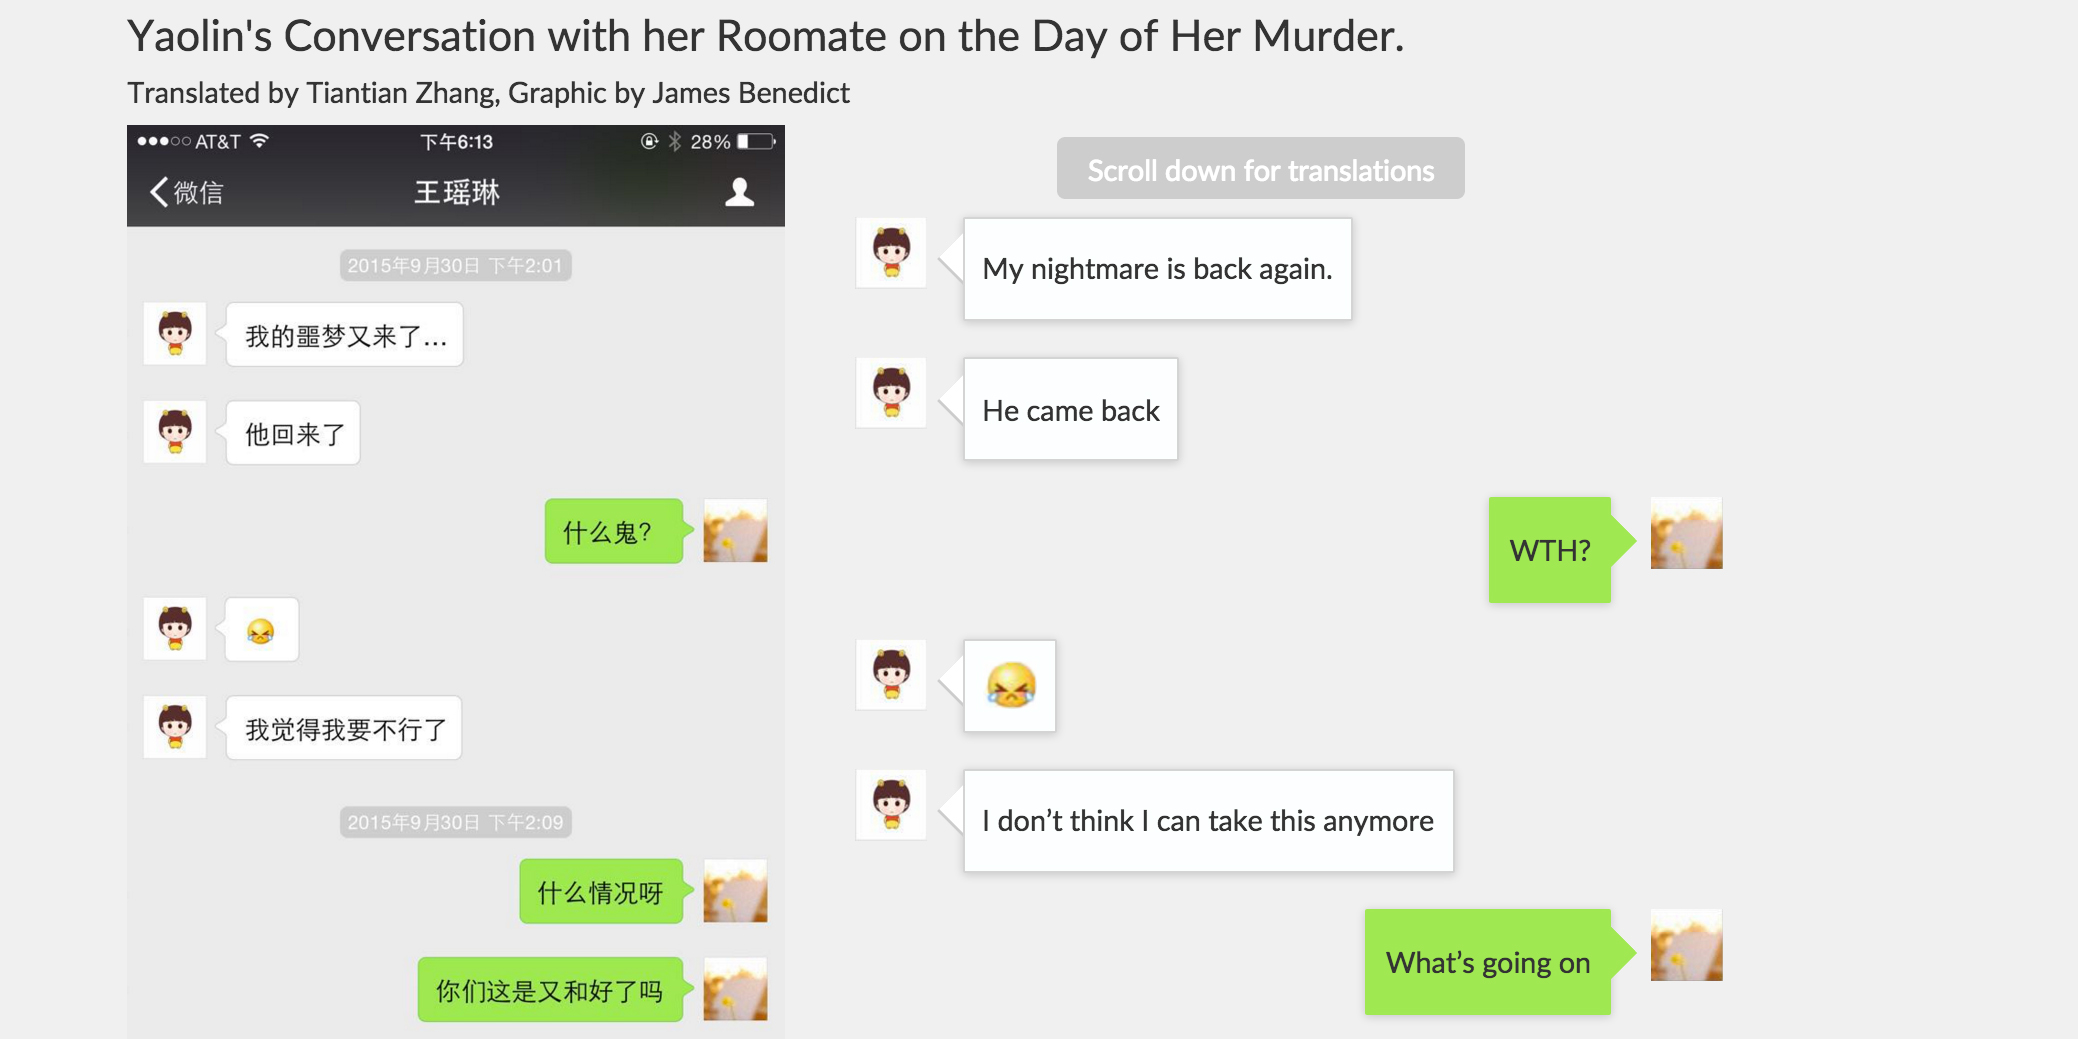 Yaolin's Conversation with her Roomate on the Day of Her Murder.
Translated by Tiantian Zhang, Graphic by James Benedict
AT&T 下午6:13 28%
微信 王瑶琳
2015年9月30日 下午2:01
我的噩梦又来了...
他回来了
什么鬼?
我觉得我要不行了
2015年9月30日 下午2:09
什么情况呀
你们这是又和好了吗
Scroll down for translations
My nightmare is back again.
He came back
WTH?
I don’t think I can take this anymore
What’s going on